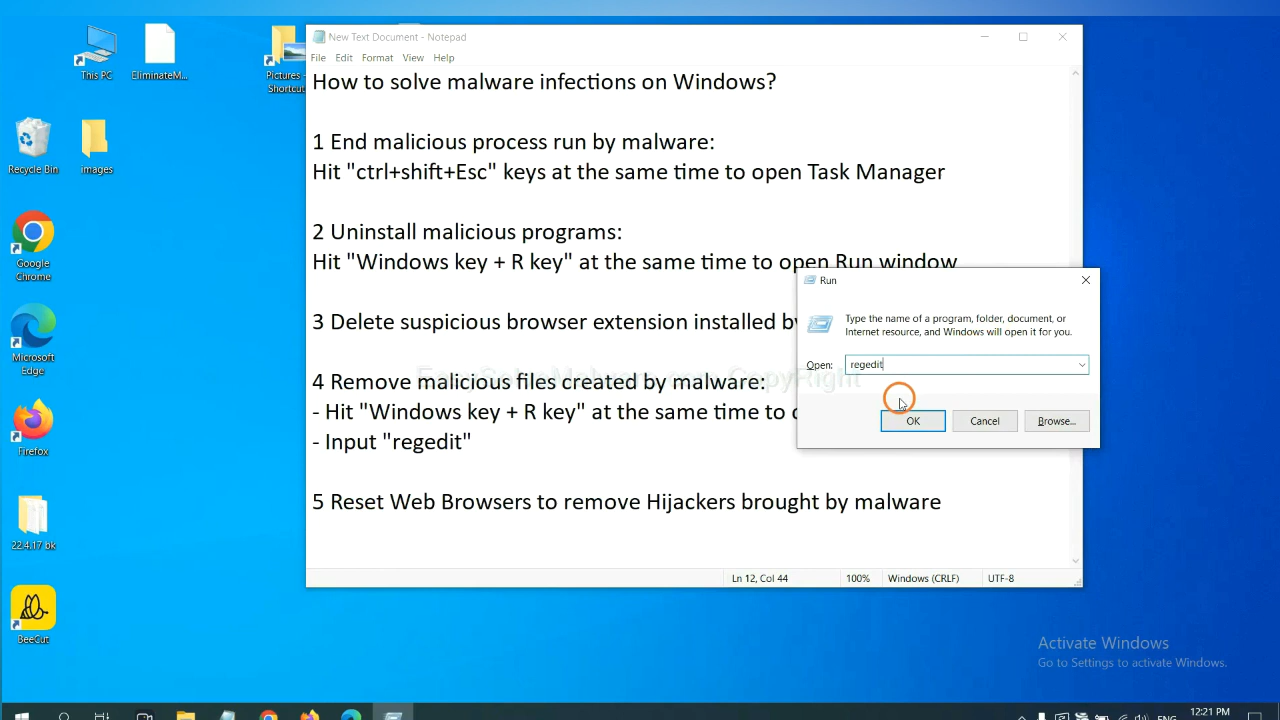 This PC
EliminateM...
Pictures -
Shortcut
Recycle Bin
images
Google
Chrome
Microsoft
Edge
Firefox
22.4.17 bk
BeeCut
New Text Document - Notepad
File Edit Format View Help
How to solve malware infections on Windows?
1 End malicious process run by malware:
Hit "ctrl+shift+Esc" keys at the same time to open Task Manager
2 Uninstall malicious programs:
Hit "Windows key + R key" at the same time to open Run window
3 Delete suspicious browser extension installed by
4 Remove malicious files created by malware:
- Hit "Windows key + R key" at the same time to
- Input "regedit"
5 Reset Web Browsers to remove Hijackers brought by malware
Ln 12, Col 44 100% Windows (CRLF) UTF-8
Run
Type the name of a program, folder, document, or
Internet resource, and Windows will open it for you.
Open: regedit
OK Cancel Browse...
Activate Windows
Go to Settings to activate Windows.
ENG
12:21 PM